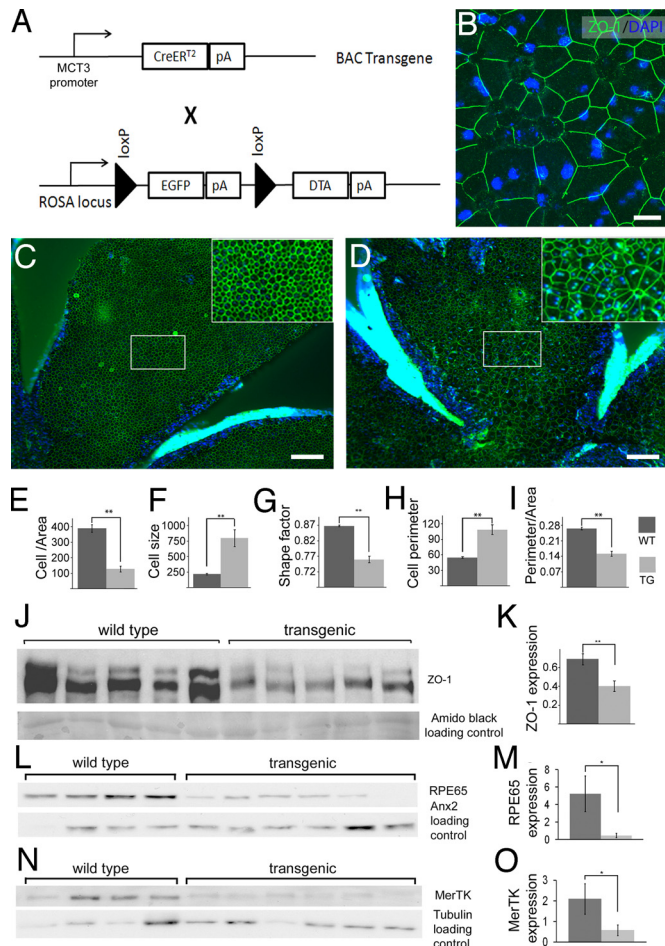 A
MCT3
promoter
CreERT2
pA
BAC Transgene
X
loxP
loxP
ROSA locus
EGFP
pA
DTA
pA
B
ZO-1/DAPI
C
D
E
Cell /Area
400
300
200
100
**
F
Cell size
1000
750
500
250
0
**
G
Shape factor
0.87
0.82
0.77
0.72
**
H
Cell perimeter
120
90
60
30
0
**
I
Perimeter/Area
0.28
0.21
0.14
0.07
0
**
WT
TG
J
wild type
transgenic
ZO-1
Amido black
loading control
K
ZO-1 expression
0.6
0.4
0.2
**
L
wild type
transgenic
RPE65
Anx2
loading
control
M
RPE65
expression
8
6
4
2
0
*
N
wild type
transgenic
MerTK
Tubulin
loading
control
O
MerTK
expression
3
2
1
0
*